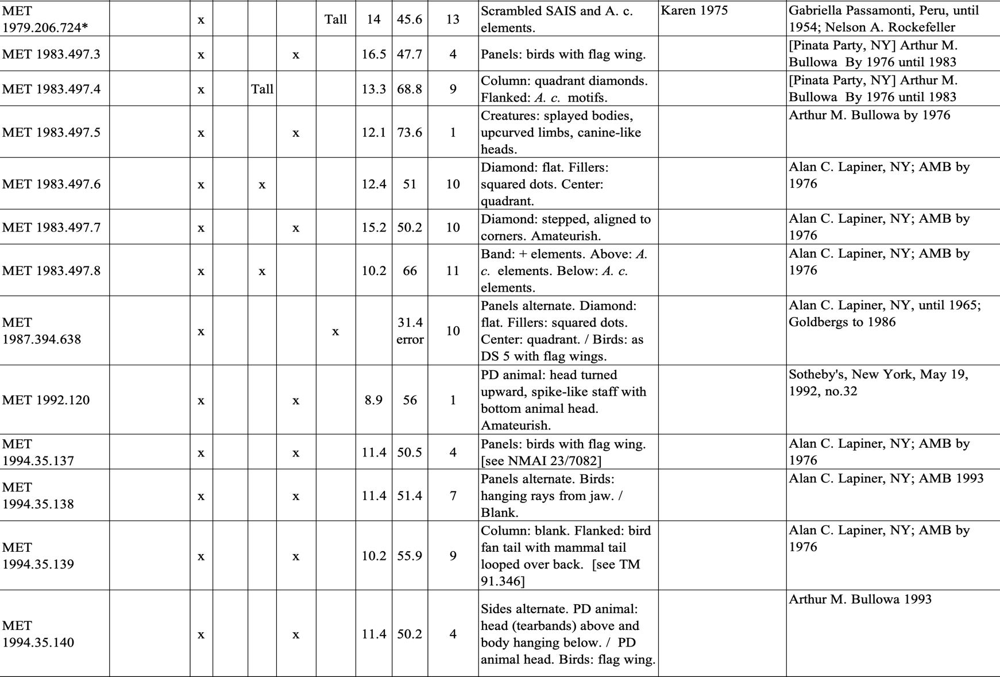 MET
1979.206.724*
x
Tall
14
45.6
13
Scrambled SAIS and A. c.
elements.
Karen 1975
Gabriella Passamonti, Peru, until
1954; Nelson A. Rockefeller
MET 1983.497.3
x
x
16.5
47.7
4
Panels: birds with flag wing.
[Pinata Party, NY] Arthur M.
Bullowa  By 1976 until 1983
MET 1983.497.4
x
Tall
13.3
68.8
9
Column: quadrant diamonds.
Flanked: A. c.  motifs.
[Pinata Party, NY] Arthur M.
Bullowa  By 1976 until 1983
MET 1983.497.5
x
x
12.1
73.6
1
Creatures: splayed bodies,
upcurved limbs, canine-like
heads.
Arthur M. Bullowa by 1976
MET 1983.497.6
x
x
12.4
51
10
Diamond: flat. Fillers:
squared dots. Center:
quadrant.
Alan C. Lapiner, NY; AMB by
1976
MET 1983.497.7
x
x
15.2
50.2
10
Diamond: stepped, aligned to
corners. Amateurish.
Alan C. Lapiner, NY; AMB by
1976
MET 1983.497.8
x
x
10.2
66
11
Band: + elements. Above: A.
c.  elements. Below: A. c.
elements.
Alan C. Lapiner, NY; AMB by
1976
MET
1987.394.638
x
x
31.4
error
10
Panels alternate. Diamond:
flat. Fillers: squared dots.
Center: quadrant. / Birds: as
DS 5 with flag wings.
Alan C. Lapiner, NY, until 1965;
Goldbergs to 1986
MET 1992.120
x
x
8.9
56
1
PD animal: head turned
upward, spike-like staff with
bottom animal head.
Amateurish.
Sotheby's, New York, May 19,
1992, no.32
MET
1994.35.137
x
x
11.4
50.5
4
Panels: birds with flag wing.
[see NMAI 23/7082]
Alan C. Lapiner, NY; AMB by
1976
MET
1994.35.138
x
x
11.4
51.4
7
Panels alternate. Birds:
hanging rays from jaw. /
Blank.
Alan C. Lapiner, NY; AMB 1993
MET
1994.35.139
x
x
10.2
55.9
9
Column: blank. Flanked: bird
fan tail with mammal tail
looped over back.  [see TM
91.346]
Alan C. Lapiner, NY; AMB by
1976
MET
1994.35.140
x
x
11.4
50.2
4
Sides alternate. PD animal:
head (tearbands) above and
body hanging below. /  PD
animal head. Birds: flag wing.
Arthur M. Bullowa 1993